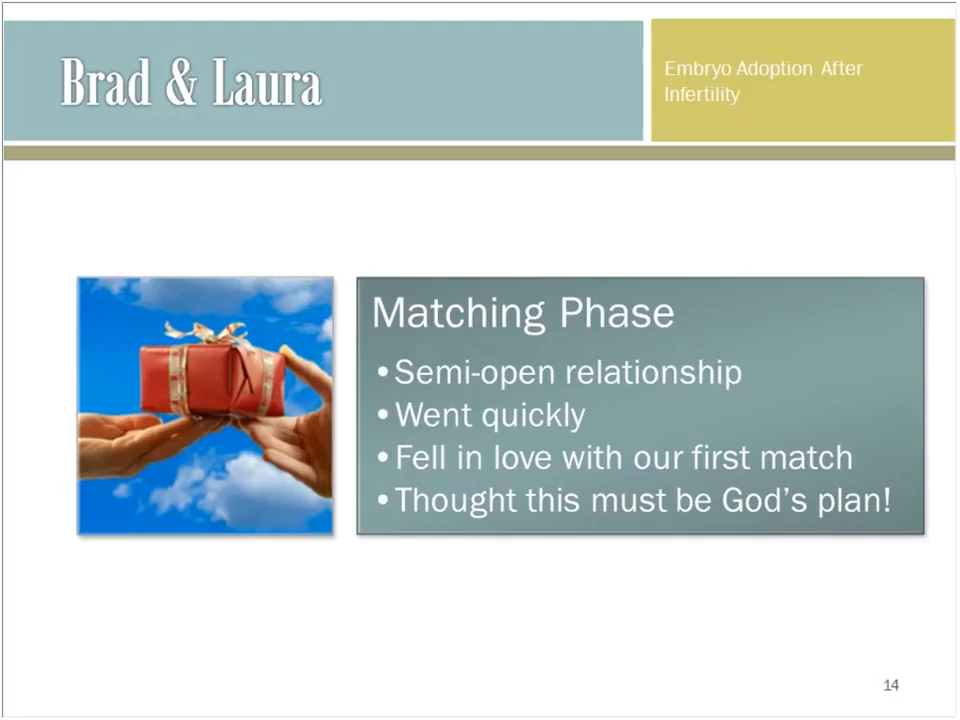 Brad & Laura
Embryo Adoption After
Infertility
Matching Phase
•Semi-open relationship
•Went quickly
•Fell in love with our first match
•Thought this must be God’s plan!
14